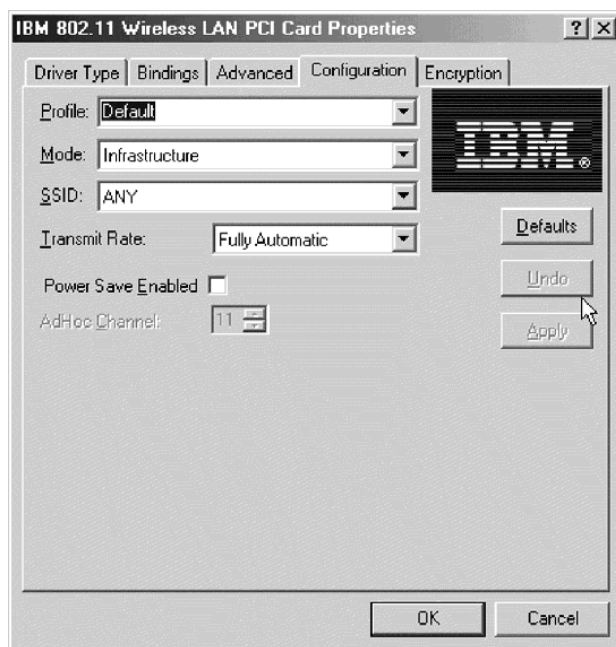 IBM 802.11 Wireless LAN PCI Card Properties
Driver Type
Bindings
Advanced
Configuration
Encryption
Profile: Default
Mode: Infrastructure
SSID: ANY
Transmit Rate: Fully Automatic
Power Save Enabled
AdHoc Channel: 11
IBM®
Defaults
Undo
Apply
OK
Cancel